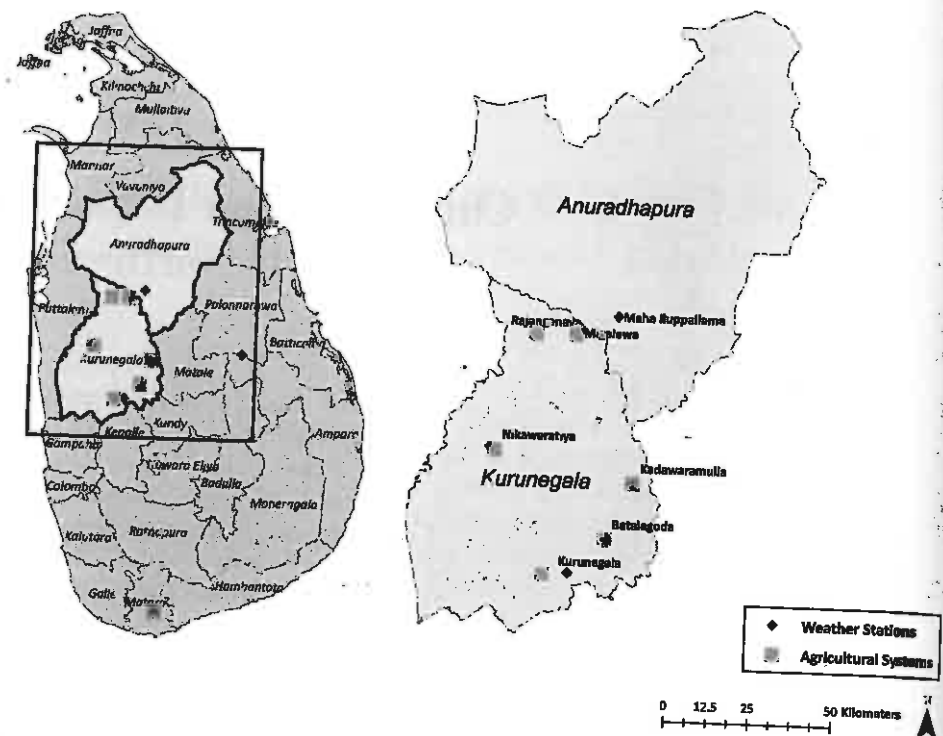 Jaffna
Jaffna
Kilinochchi
Mullaitivu
Mannar
Vavuniya
Anuradhapura
Puttalam
Polonnaruwa
Kurunegala
Matale
Batticaloa
Kandy
Kegalle
Gampaha
Ampara
Nuwara Eliya
Badulla
Colombo
Moneragala
Ratnapura
Kalutara
Hambantota
Galle
Matara
Anuradhapura
Maha Iluppallama
Nikaweratiya
Kadawaramulla
Kurunegala
Batalagoda
Kurunegala
Weather Stations
Agricultural Systems
0 12.5 25 50 Kilometers
N